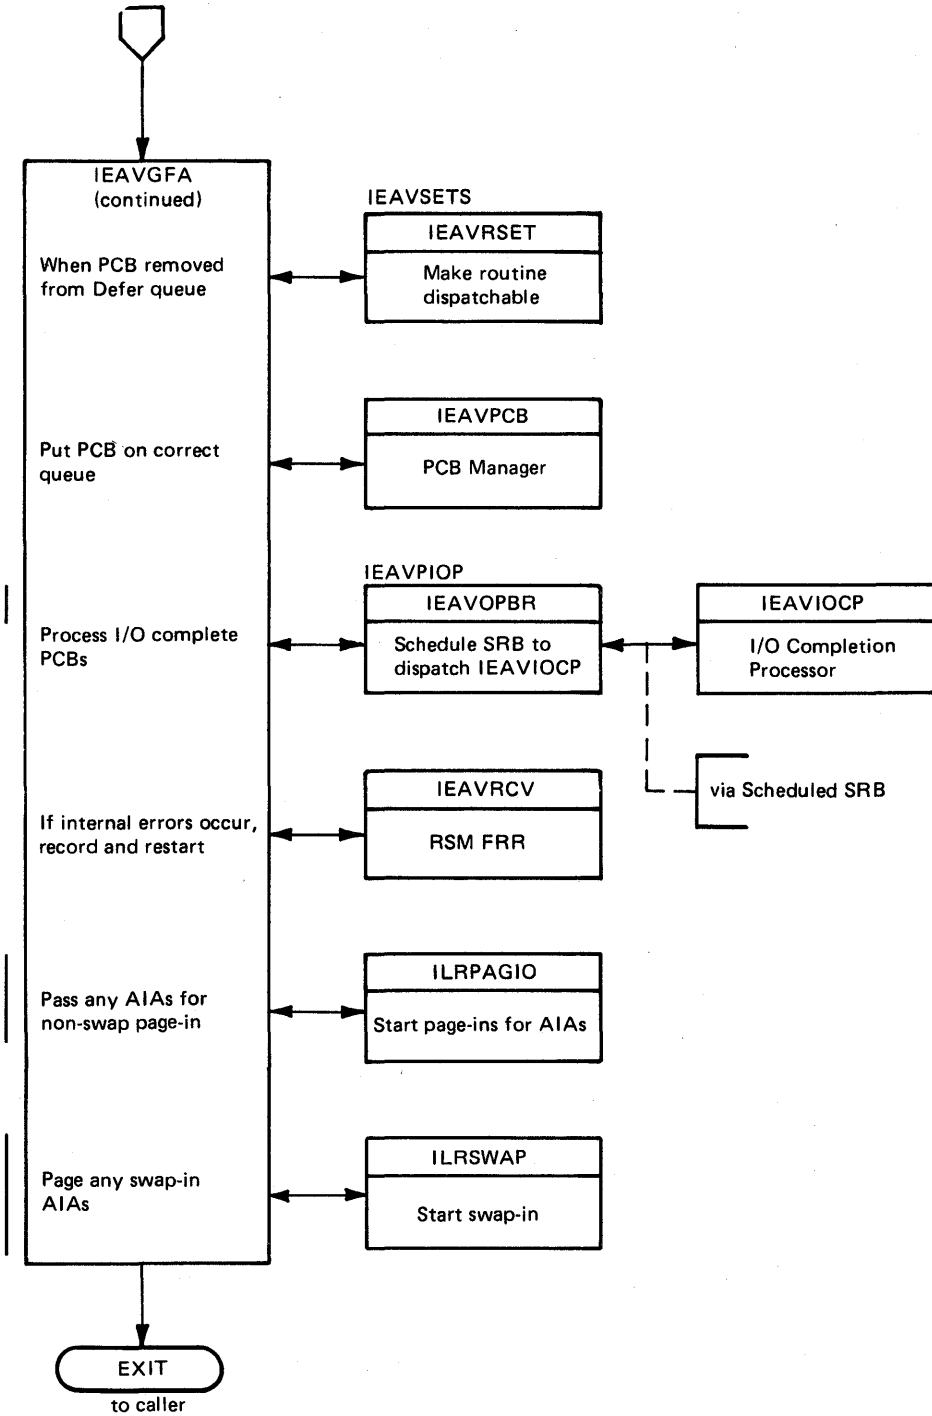 IEAVGFA
(continued)
IEAVSETS
IEAVRSET
When PCB removed
from Defer queue
Make routine
dispatchable
IEAVPCB
Put PCB on correct
queue
PCB Manager
IEAVPIOP
IEAVOPBR
IEAVIOCP
Process I/O complete
PCBs
Schedule SRB to
dispatch IEAVIOCP
I/O Completion
Processor
IEAVRCV
via Scheduled SRB
If internal errors occur,
record and restart
RSM FRR
ILRPAGIO
Pass any AIAs for
non-swap page-in
Start page-ins for AIAs
ILRSWAP
Page any swap-in
AIAs
Start swap-in
EXIT
to caller